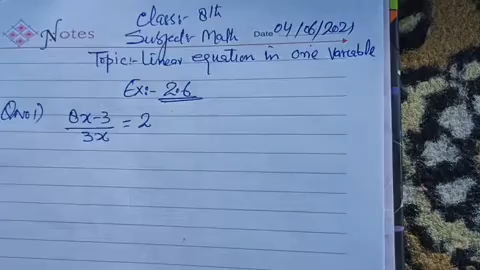 Notes
Class:- 8th
Subject:- Math
Date 04/06/2021
Topic:- Linear equation in one variable
Ex:- 2.6
Q no 1) 8x-3/3x = 2